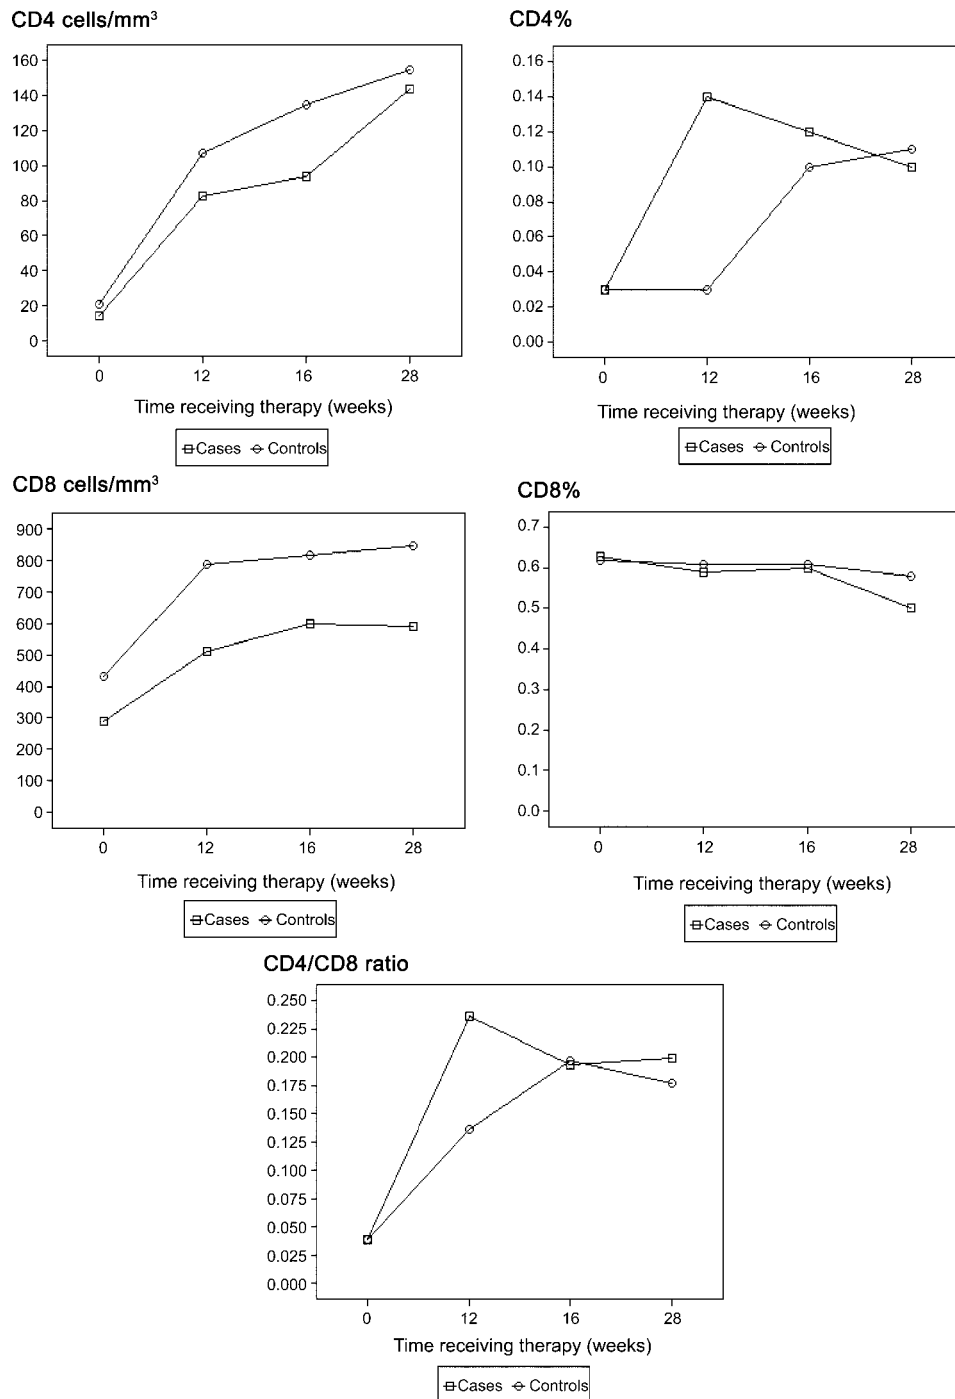 CD4 cells/mm³
160
140
120
100
80
60
40
20
0
0 12 16 28
Time receiving therapy (weeks)
Cases Controls
CD4%
0.16
0.14
0.12
0.10
0.08
0.06
0.04
0.02
0.00
0 12 16 28
Time receiving therapy (weeks)
Cases Controls
CD8 cells/mm³
900
800
700
600
500
400
300
200
100
0
0 12 16 28
Time receiving therapy (weeks)
Cases Controls
CD8%
0.7
0.6
0.5
0.4
0.3
0.2
0.1
0.0
0 12 16 28
Time receiving therapy (weeks)
Cases Controls
CD4/CD8 ratio
0.250
0.225
0.200
0.175
0.150
0.125
0.100
0.075
0.050
0.025
0.000
0 12 16 28
Time receiving therapy (weeks)
Cases Controls